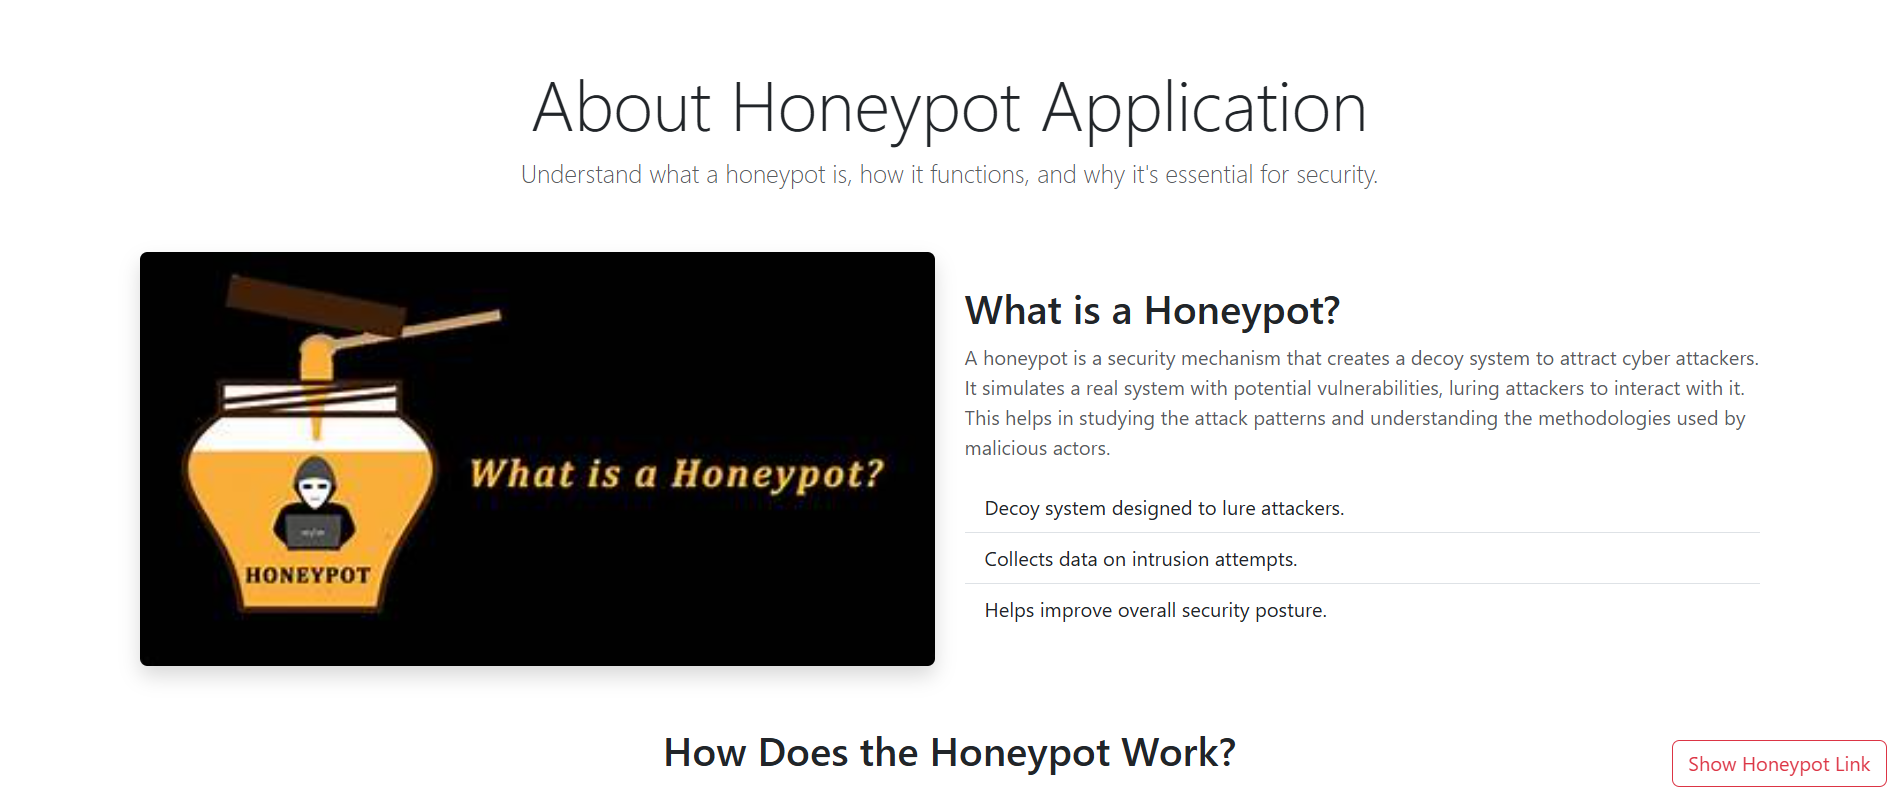 About Honeypot Application
Understand what a honeypot is, how it functions, and why it's essential for security.
What is a Honeypot?
HONEYPOT
What is a Honeypot?
A honeypot is a security mechanism that creates a decoy system to attract cyber attackers.
It simulates a real system with potential vulnerabilities, luring attackers to interact with it.
This helps in studying the attack patterns and understanding the methodologies used by
malicious actors.
Decoy system designed to lure attackers.
Collects data on intrusion attempts.
Helps improve overall security posture.
How Does the Honeypot Work?
Show Honeypot Link